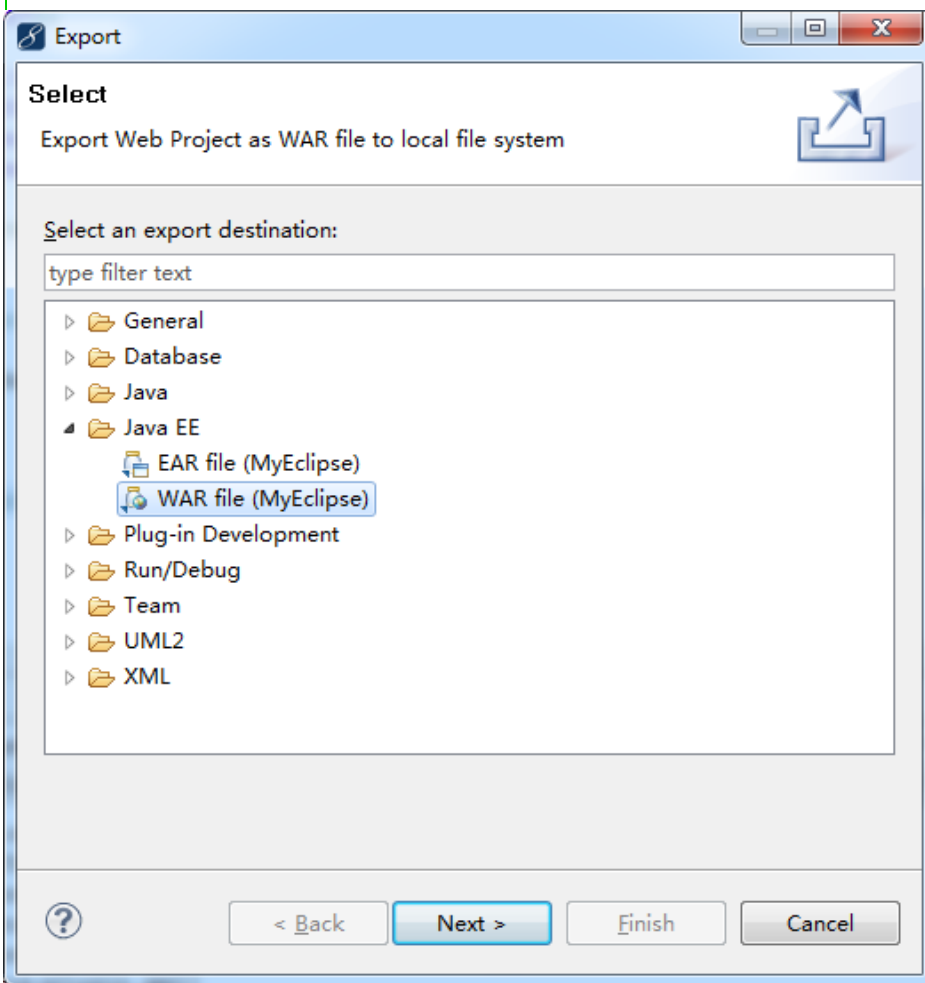 Export
Select
Export Web Project as WAR file to local file system
Select an export destination:
type filter text
General
Database
Java
Java EE
EAR file (MyEclipse)
WAR file (MyEclipse)
Plug-in Development
Run/Debug
Team
UML2
XML
? < Back Next > Finish Cancel